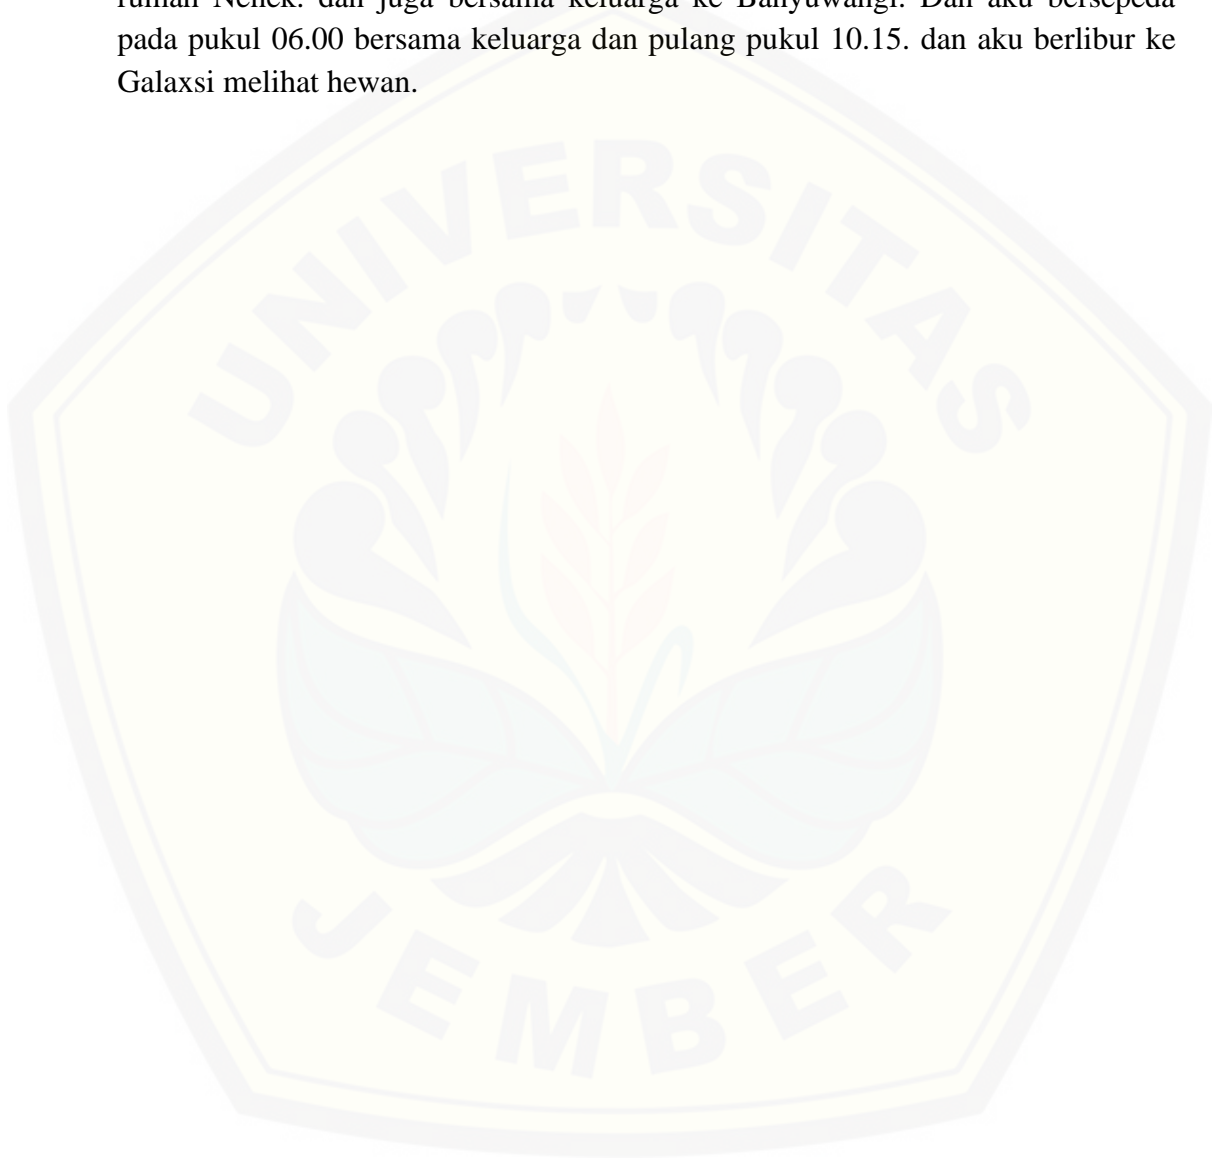 rumah Nenek. dan juga bersama keluarga ke Banyuwangi. Dan aku bersepeda
pada pukul 06.00 bersama keluarga dan pulang pukul 10.15. dan aku berlibur ke
Galaxsi melihat hewan.
UNIVERSITAS
JEMBER